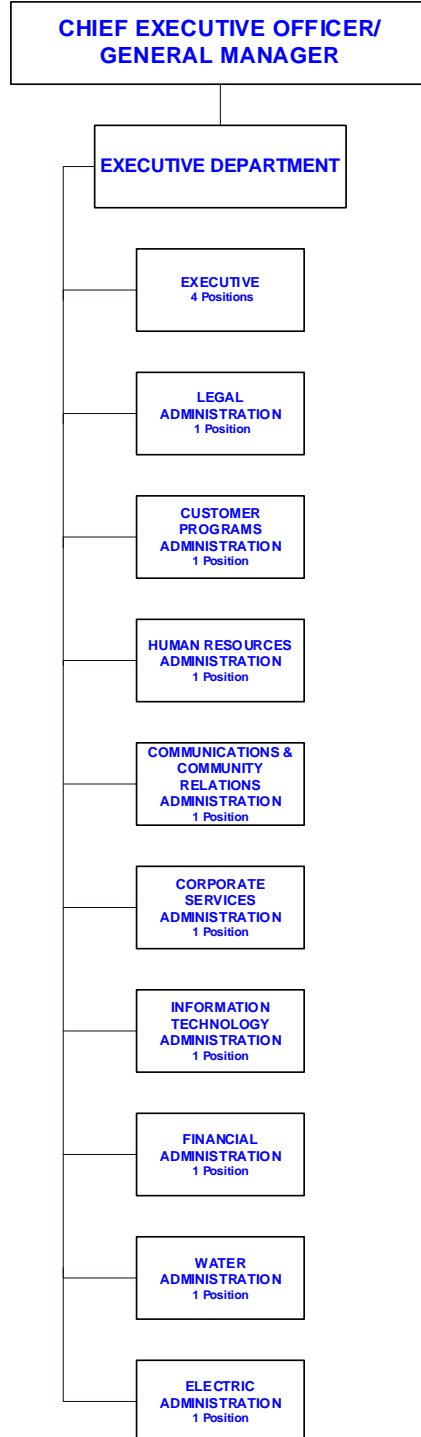 CHIEF EXECUTIVE OFFICER/
GENERAL MANAGER
EXECUTIVE DEPARTMENT
EXECUTIVE
4 Positions
LEGAL
ADMINISTRATION
1 Position
CUSTOMER
PROGRAMS
ADMINISTRATION
1 Position
HUMAN RESOURCES
ADMINISTRATION
1 Position
COMMUNICATIONS &
COMMUNITY
RELATIONS
ADMINISTRATION
1 Position
CORPORATE
SERVICES
ADMINISTRATION
1 Position
INFORMATION
TECHNOLOGY
ADMINISTRATION
1 Position
FINANCIAL
ADMINISTRATION
1 Position
WATER
ADMINISTRATION
1 Position
ELECTRIC
ADMINISTRATION
1 Position